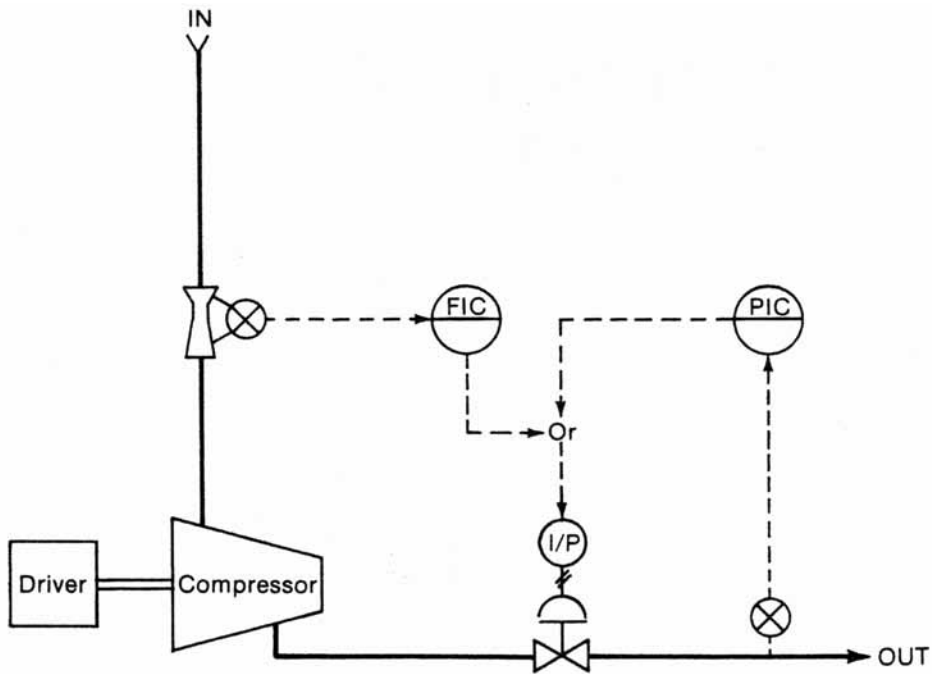 IN
FIC
PIC
Or
I/P
Driver
Compressor
OUT